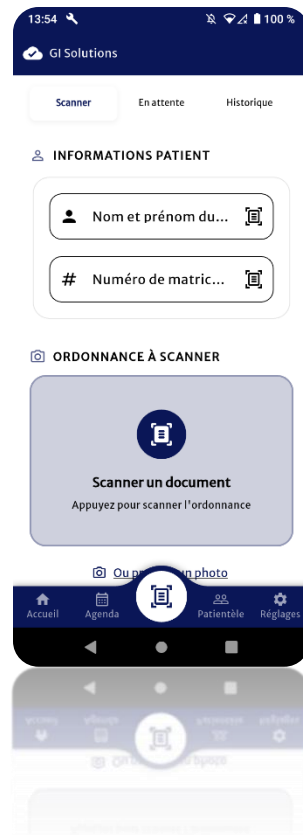 13:54 100 %
GI Solutions
Scanner En attente Historique
INFORMATIONS PATIENT
Nom et prénom du...
# Numéro de matric...
ORDONNANCE À SCANNER
Scanner un document
Appuyez pour scanner l'ordonnance
Ou photo
Accueil Agenda Patientèle Réglages